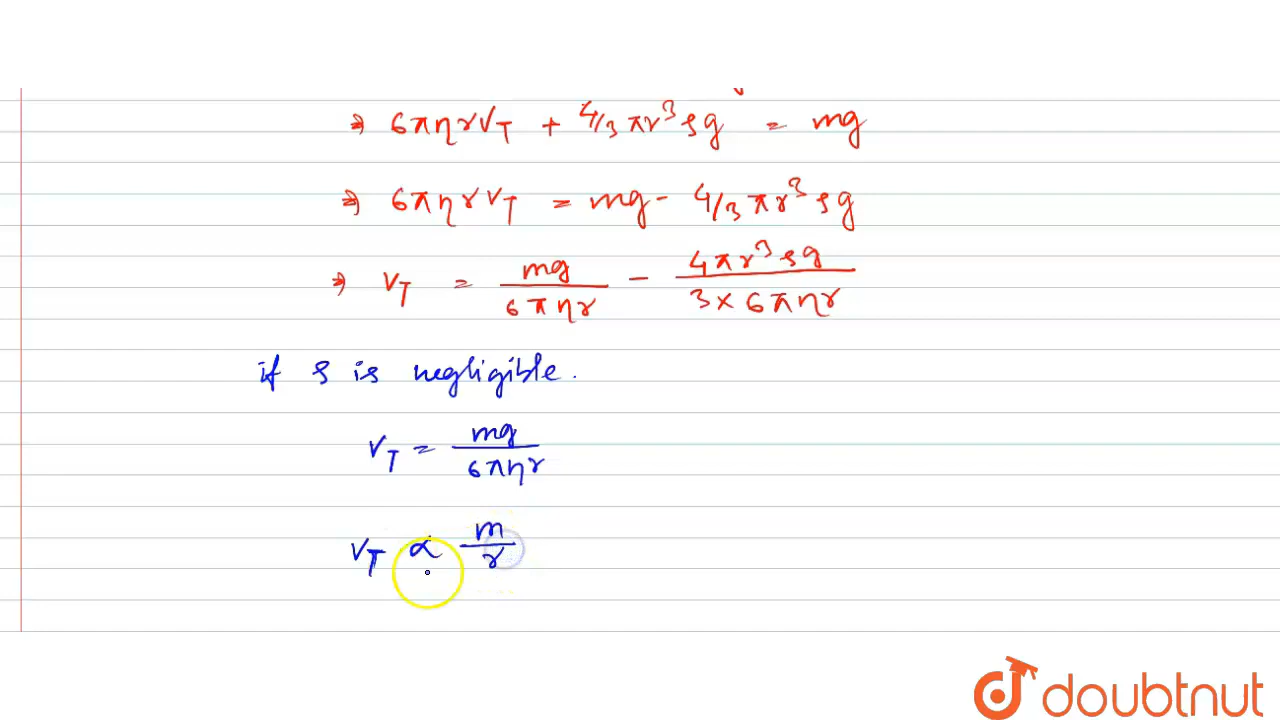 ⇒ 6πηrV_T + 4/3 πr³ρg = mg
⇒ 6πηrV_T = mg - 4/3 πr³ρg
⇒ V_T = mg/6πηr - 4πr³ρg/3×6πηr
if ρ is negligible.
V_T = mg/6πηr
V_T ∝ m/r
doubtnut